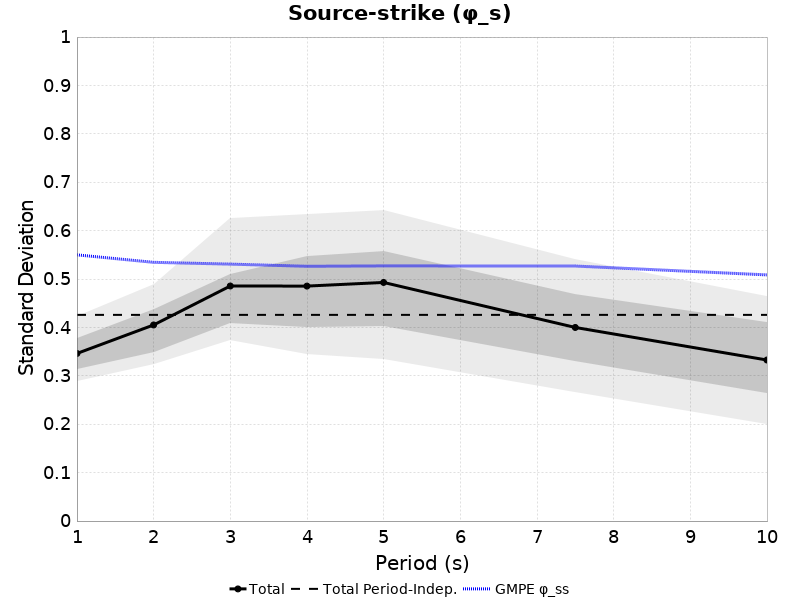 Source-strike (φ_s)
1
0.9
0.8
0.7
0.6
0.5
0.4
0.3
0.2
0.1
0
Standard Deviation
1 2 3 4 5 6 7 8 9 10
Period (s)
Total Total Period-Indep. GMPE φ_ss